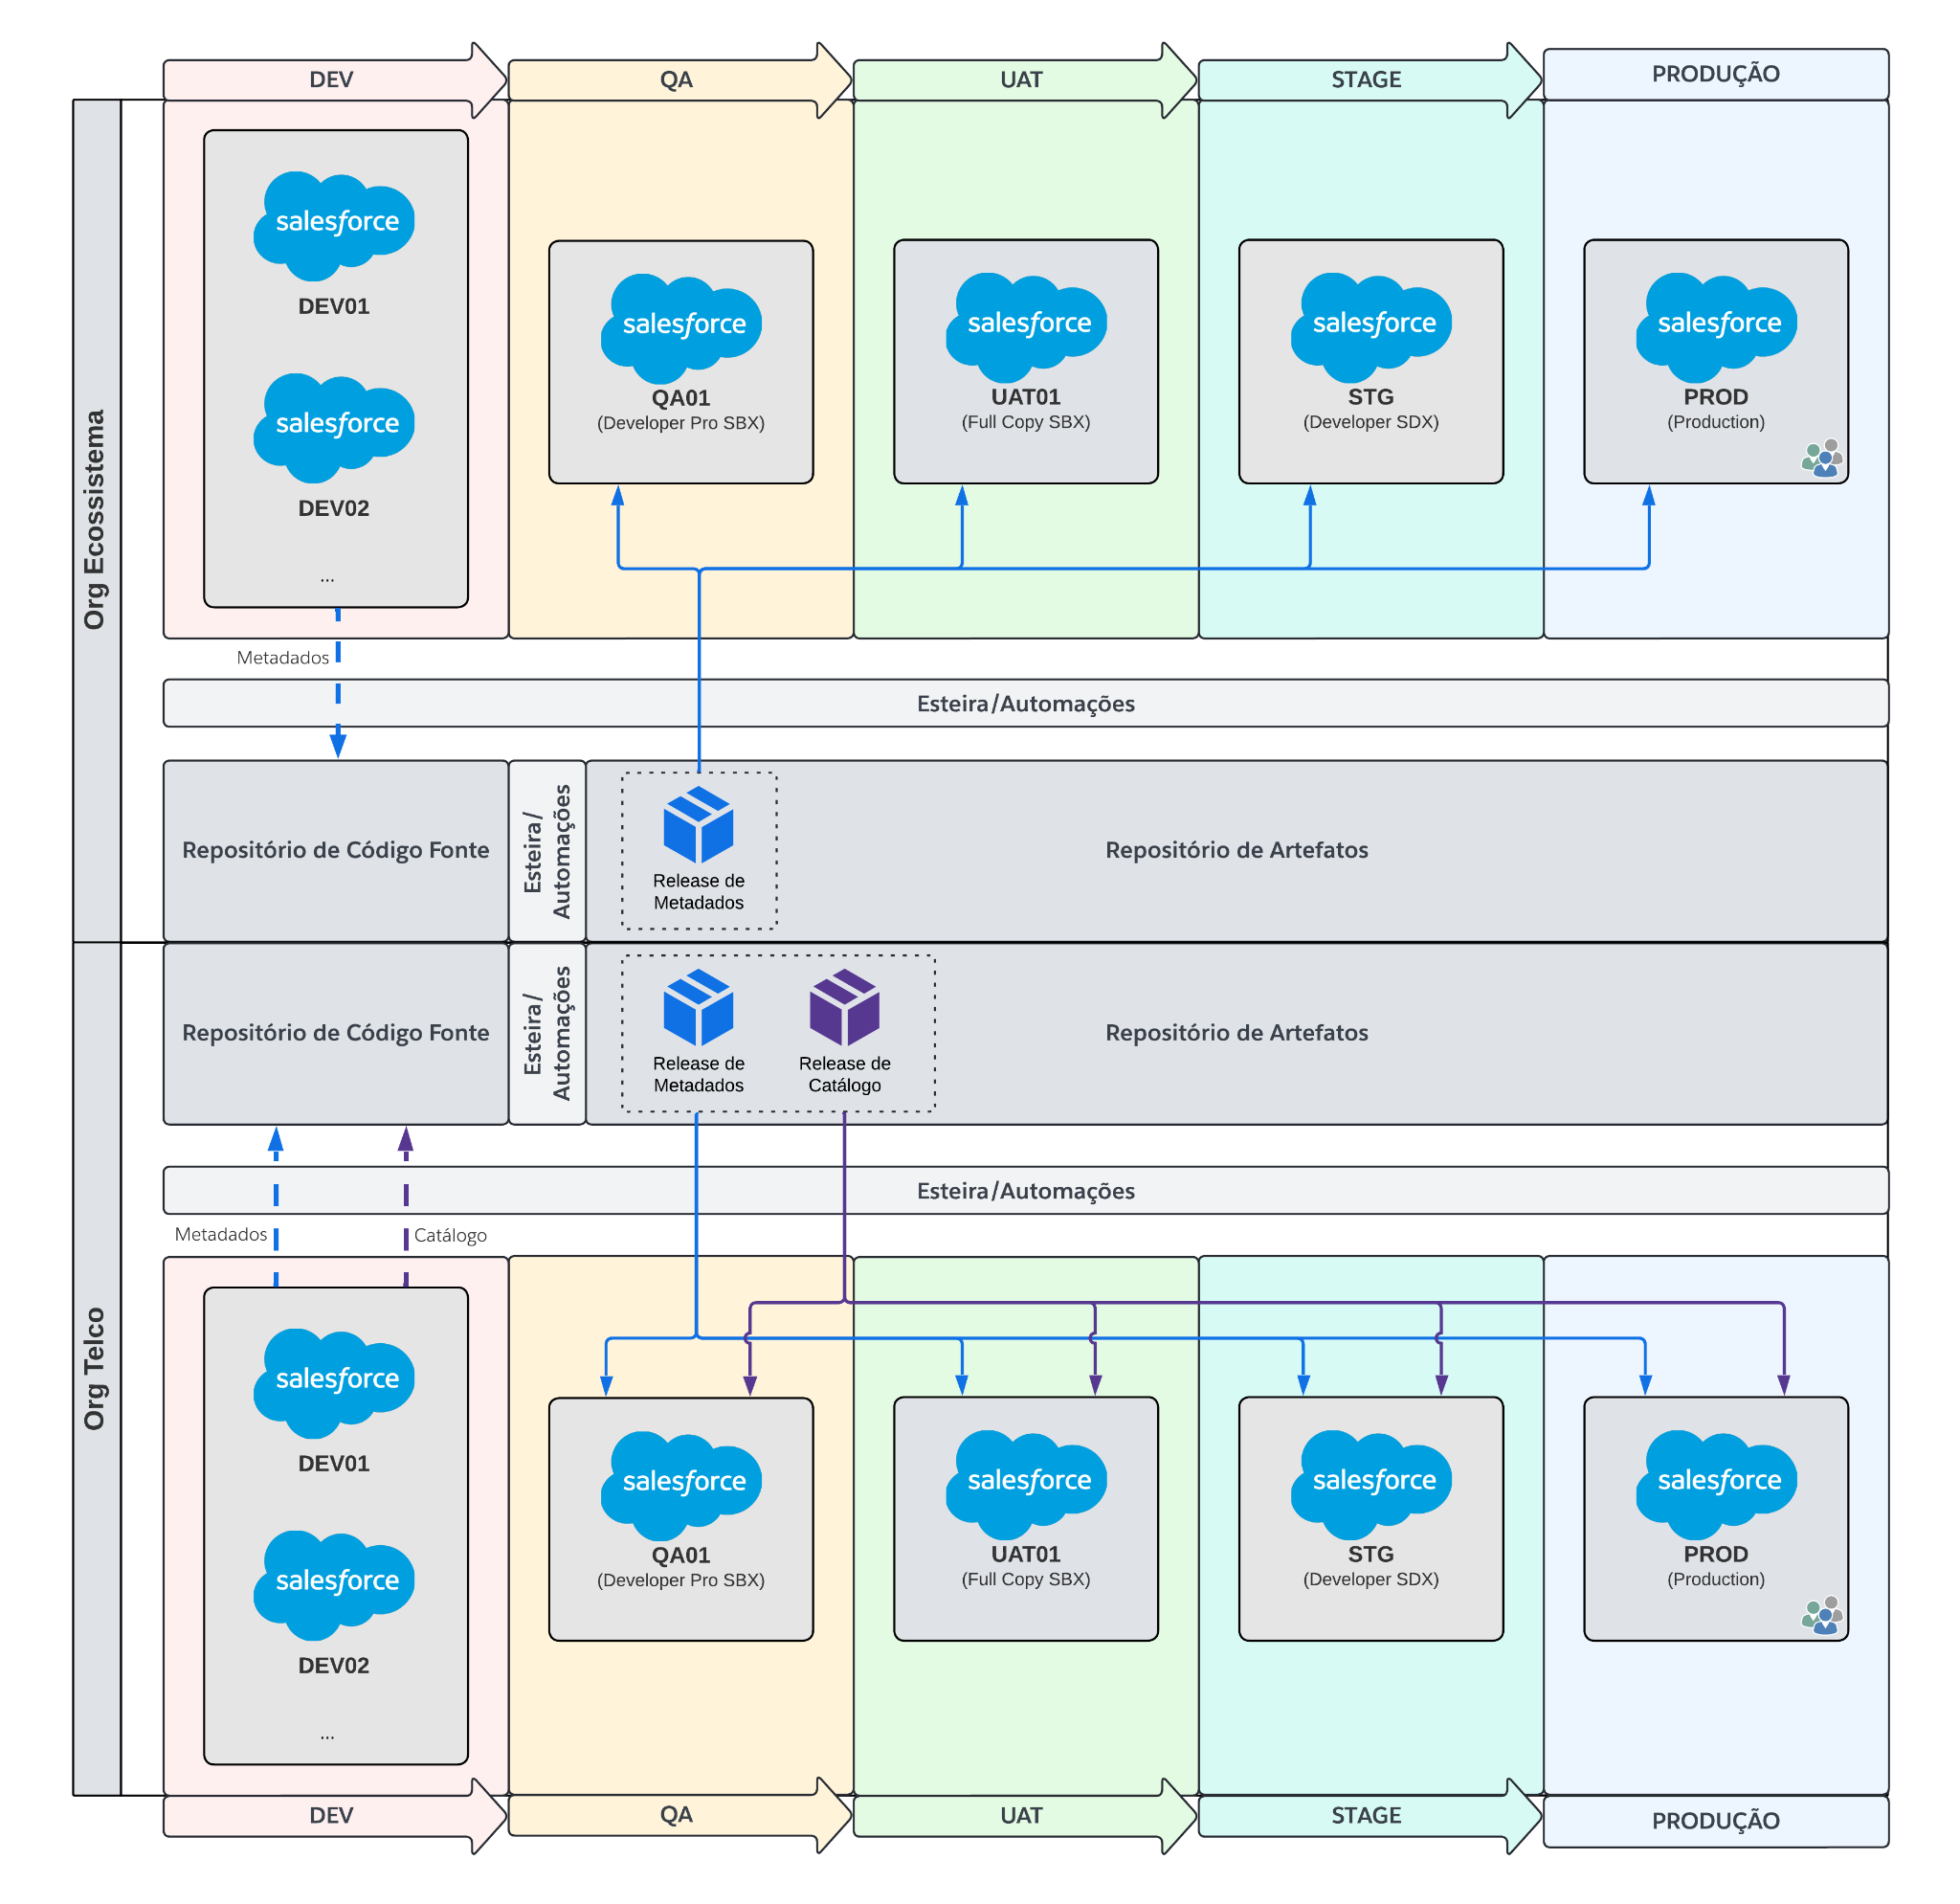 DEV
QA
UAT
STAGE
PRODUÇÃO
Org Ecossistema
salesforce
DEV01
salesforce
DEV02
...
salesforce
QA01
(Developer Pro SBX)
salesforce
UAT01
(Full Copy SBX)
salesforce
STG
(Developer SDX)
salesforce
PROD
(Production)
Metadados
Esteira/Automações
Repositório de Código Fonte
Esteira/
Automações
Release de
Metadados
Repositório de Artefatos
Org Telco
Repositório de Código Fonte
Esteira/
Automações
Release de
Metadados
Release de
Catálogo
Repositório de Artefatos
Esteira/Automações
Metadados
Catálogo
salesforce
DEV01
salesforce
DEV02
...
salesforce
QA01
(Developer Pro SBX)
salesforce
UAT01
(Full Copy SBX)
salesforce
STG
(Developer SDX)
salesforce
PROD
(Production)
DEV
QA
UAT
STAGE
PRODUÇÃO